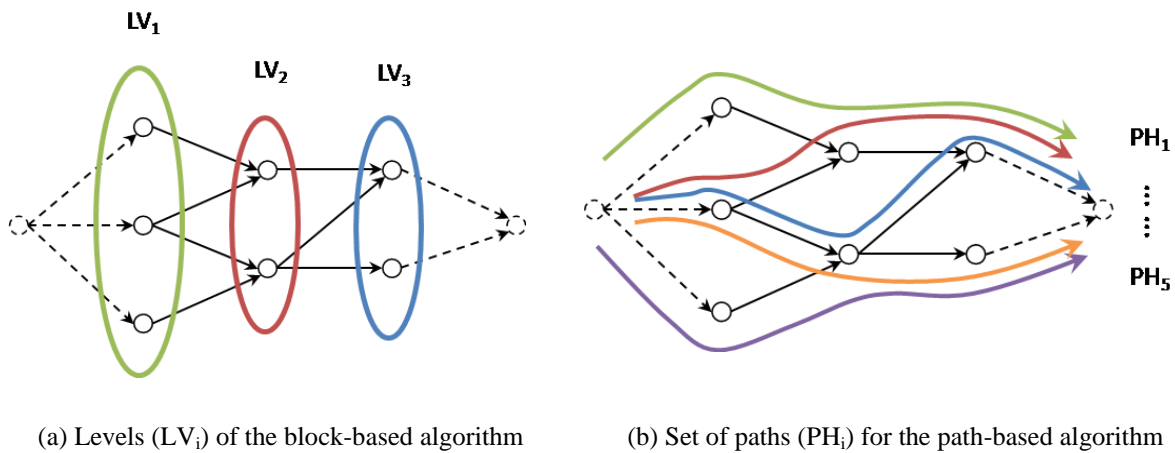 LV₁
LV₂
LV₃
PH₁
......
PH₅
(a) Levels (LVᵢ) of the block-based algorithm
(b) Set of paths (PHᵢ) for the path-based algorithm